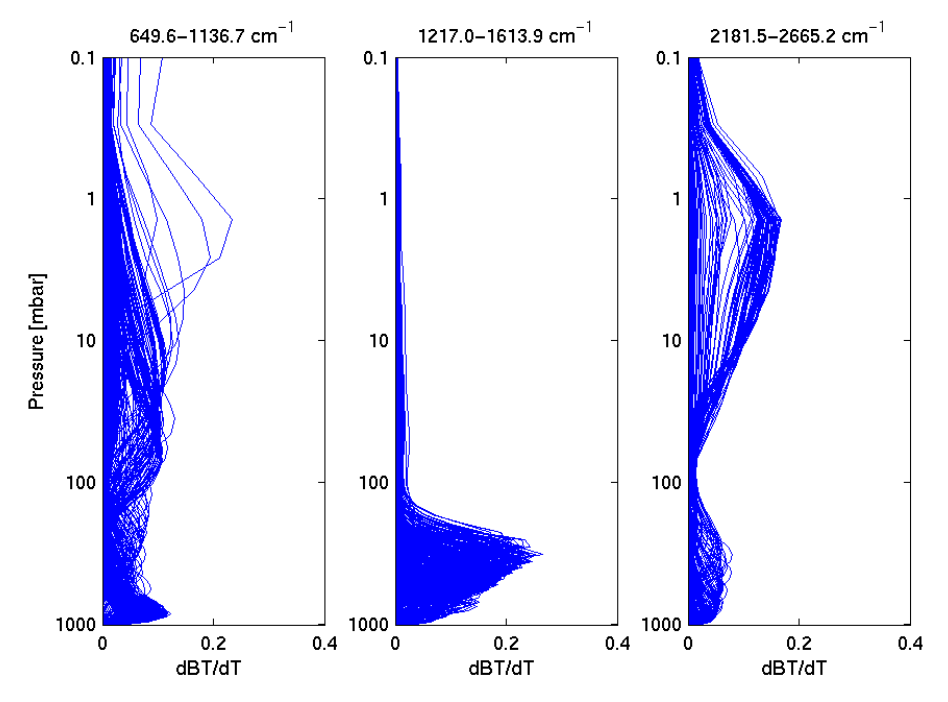 649.6−1136.7 cm⁻¹
1217.0−1613.9 cm⁻¹
2181.5−2665.2 cm⁻¹
0.1 0.1 0.1
1 1 1
Pressure [mbar]
10 10 10
100 100 100
1000 1000 1000
0 0.2 0.4 0 0.2 0.4 0 0.2 0.4
dBT/dT dBT/dT dBT/dT